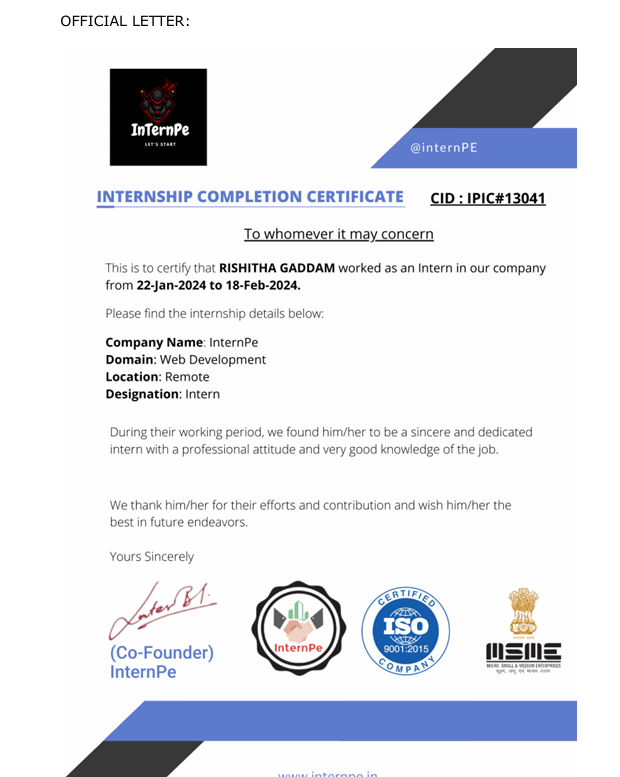 OFFICIAL LETTER:
InTernPe
LET'S START
@internPE
INTERNSHIP COMPLETION CERTIFICATE CID : IPIC#13041
To whomever it may concern
This is to certify that RISHITHA GADDAM worked as an Intern in our company
from 22-Jan-2024 to 18-Feb-2024.
Please find the internship details below:
Company Name: InternPe
Domain: Web Development
Location: Remote
Designation: Intern
During their working period, we found him/her to be a sincere and dedicated
intern with a professional attitude and very good knowledge of the job.
We thank him/her for their efforts and contribution and wish him/her the
best in future endeavors.
Yours Sincerely
(Co-Founder)
InternPe
InternPe
CERTIFIED
ISO
9001:2015
COMPANY
MSME
MICRO, SMALL & MEDIUM ENTERPRISES
सूक्ष्म, लघु एवं मध्यम उद्यम
www.internpe.in